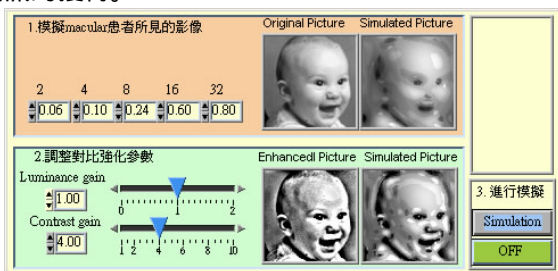 1.模擬macular患者所見的影像
Original Picture Simulated Picture
2 4 8 16 32
0.06 0.10 0.24 0.60 0.80
2.調整對比強化參數
Enhancedl Picture Simulated Picture
Luminance gain
1.00
0 1 2
Contrast gain
4.00
1 2 4 6 8 10
3. 進行模擬
Simulation
OFF